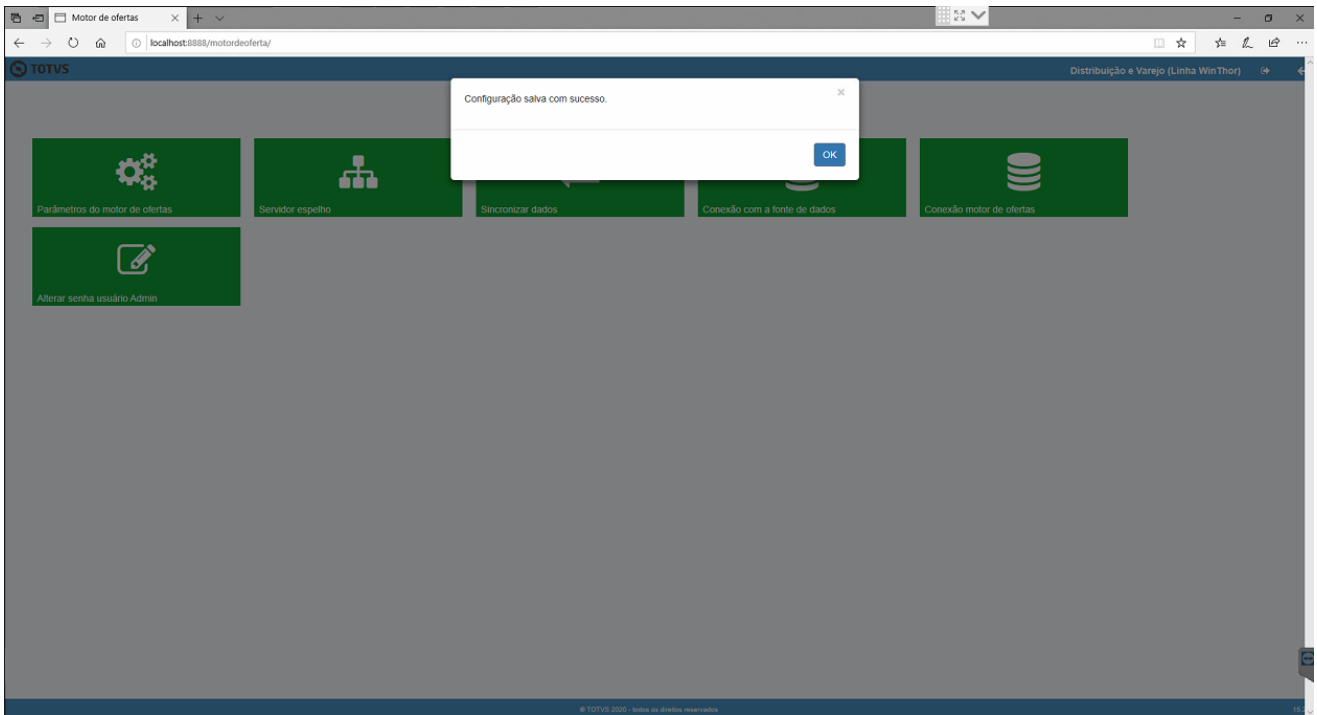 Motor de ofertas
localhost:8888/motordeoferta/
TOTVS
Distribuição e Varejo (Linha WinThor)
Configuração salva com sucesso.
OK
Parâmetros do motor de ofertas
Servidor espelho
Sincronizar dados
Conexão com a fonte de dados
Conexão motor de ofertas
Alterar senha usuário Admin
© TOTVS 2020 - todos os direitos reservados